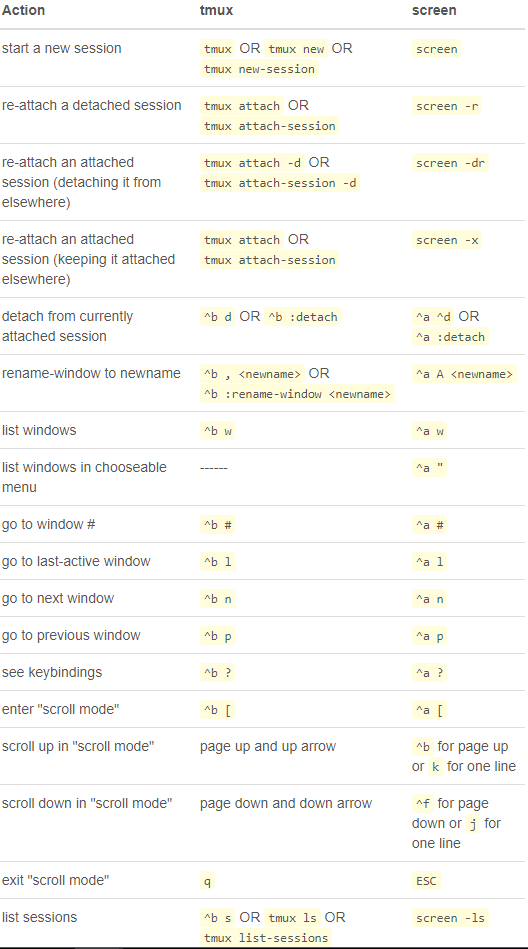 Action tmux screen
start a new session tmux OR tmux new OR screen
tmux new-session
re-attach a detached session tmux attach OR screen -r
tmux attach-session
re-attach an attached tmux attach -d OR screen -dr
session (detaching it from tmux attach-session -d
elsewhere)
re-attach an attached tmux attach OR screen -x
session (keeping it attached tmux attach-session
elsewhere)
detach from currently ^b d OR ^b :detach ^a ^d OR
attached session ^a :detach
rename-window to newname ^b , <newname> OR ^a A <newname>
^b :rename-window <newname>
list windows ^b w ^a w
list windows in chooseable ------ ^a "
menu
go to window # ^b # ^a #
go to last-active window ^b l ^a l
go to next window ^b n ^a n
go to previous window ^b p ^a p
see keybindings ^b ? ^a ?
enter "scroll mode" ^b [ ^a [
scroll up in "scroll mode" page up and up arrow ^b for page up
or k for one line
scroll down in "scroll mode" page down and down arrow ^f for page
down or j for
one line
exit "scroll mode" q ESC
list sessions ^b s OR tmux ls OR screen -ls
tmux list-sessions